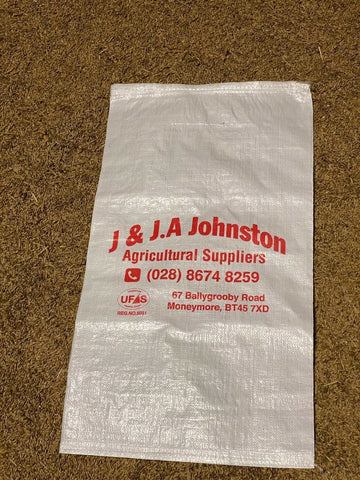 J & J.A Johnston
Agricultural Suppliers
(028) 8674 8259
UFAS
67 Ballygrooby Road
Moneymore, BT45 7XD